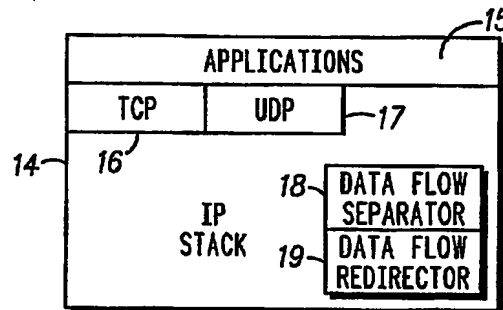 15
APPLICATIONS
TCP UDP
17
14
16
18
DATA FLOW
SEPARATOR
IP
STACK
19
DATA FLOW
REDIRECTOR